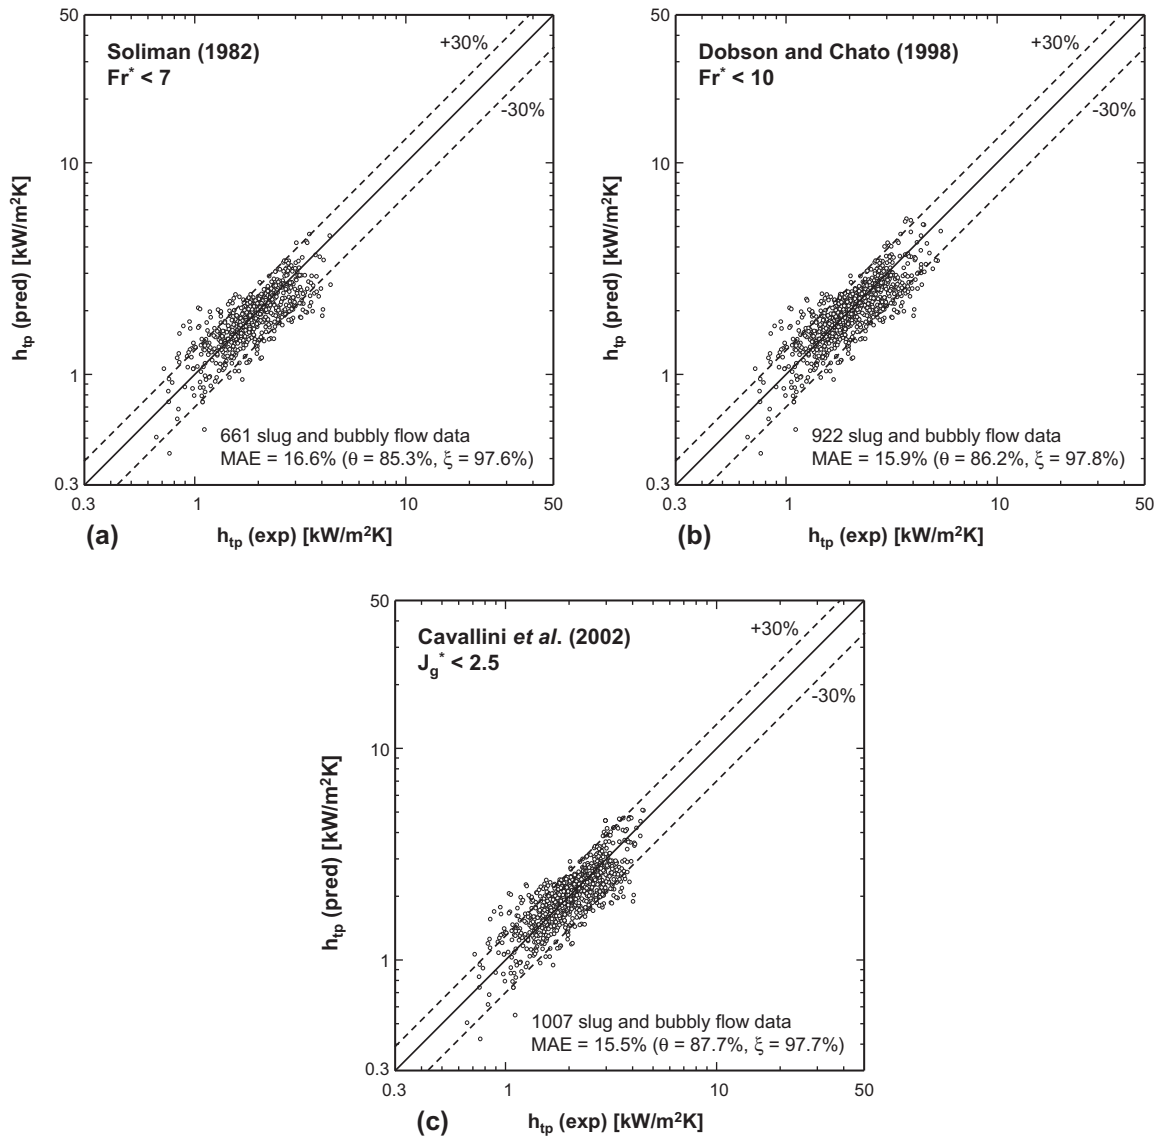 50
Soliman (1982)
Fr* < 7
+30%
-30%
10
1
0.3
h_tp (pred) [kW/m²K]
661 slug and bubbly flow data
MAE = 16.6% (θ = 85.3%, ξ = 97.6%)
0.3 1 10 50
(a) h_tp (exp) [kW/m²K]
50
Dobson and Chato (1998)
Fr* < 10
+30%
-30%
10
1
0.3
h_tp (pred) [kW/m²K]
922 slug and bubbly flow data
MAE = 15.9% (θ = 86.2%, ξ = 97.8%)
0.3 1 10 50
(b) h_tp (exp) [kW/m²K]
50
Cavallini et al. (2002)
J_g* < 2.5
+30%
-30%
10
1
0.3
h_tp (pred) [kW/m²K]
1007 slug and bubbly flow data
MAE = 15.5% (θ = 87.7%, ξ = 97.7%)
0.3 1 10 50
(c) h_tp (exp) [kW/m²K]